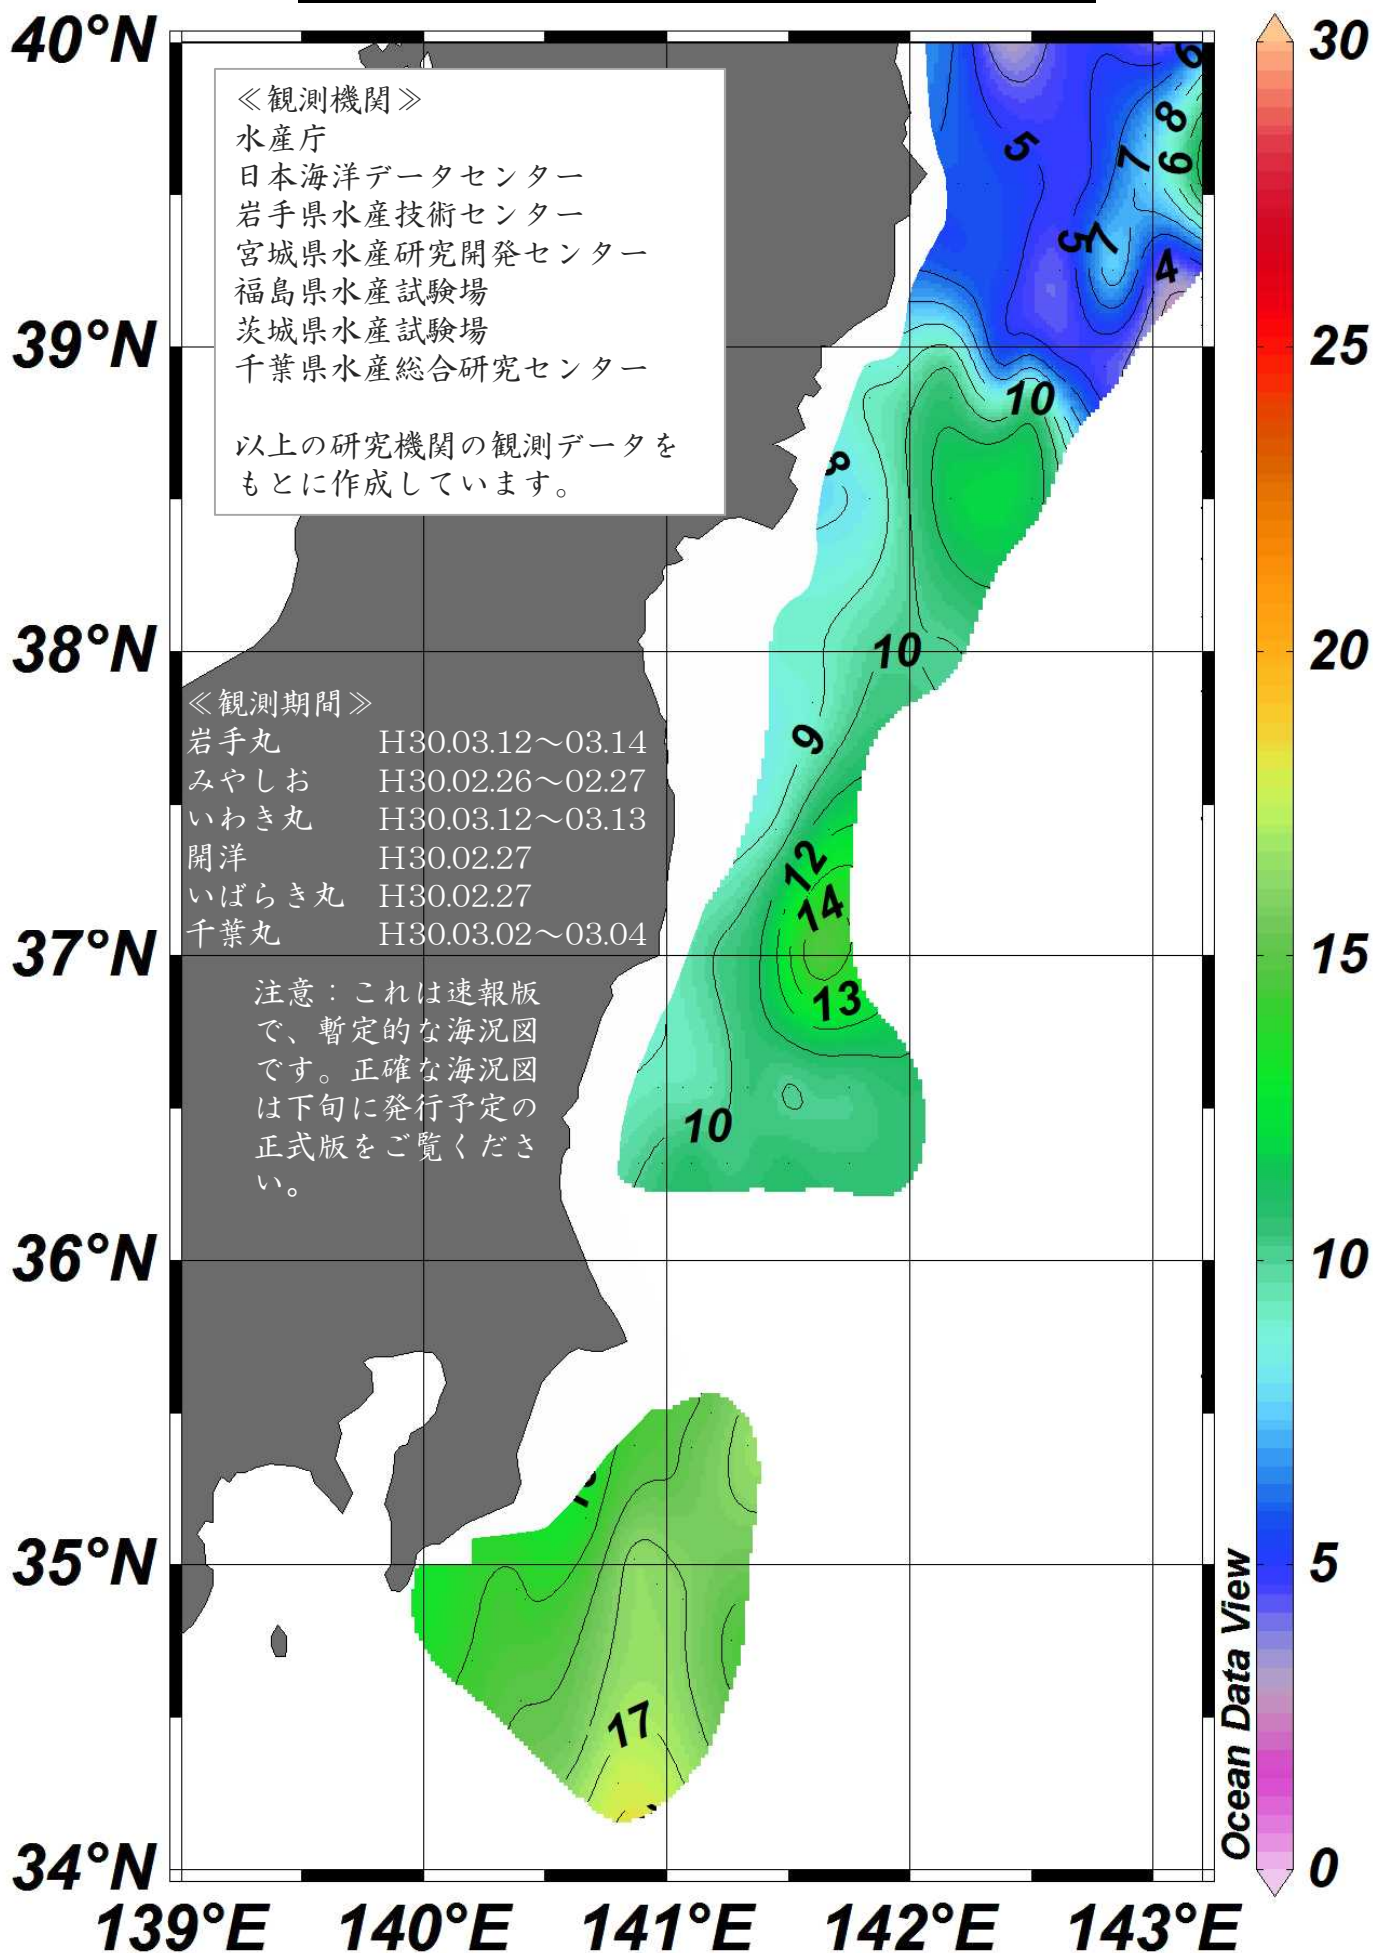 40°N
39°N
38°N
37°N
36°N
35°N
34°N
≪観測機関≫
水産庁
日本海洋データセンター
岩手県水産技術センター
宮城県水産研究開発センター
福島県水産試験場
茨城県水産試験場
千葉県水産総合研究センター
以上の研究機関の観測データを
もとに作成しています。
≪観測期間≫
岩手丸 H30.03.12～03.14
みやしお H30.02.26～02.27
いわき丸 H30.03.12～03.13
開洋 H30.02.27
いばらき丸 H30.02.27
千葉丸 H30.03.02～03.04
注意：これは速報版
で、暫定的な海況図
です。正確な海況図
は下旬に発行予定の
正式版をご覧くださ
い。
6
8
5
7
9
5
7
4
10
8
10
9
12
14
13
10
17
30
25
20
15
10
5
0
Ocean Data View
139°E 140°E 141°E 142°E 143°E